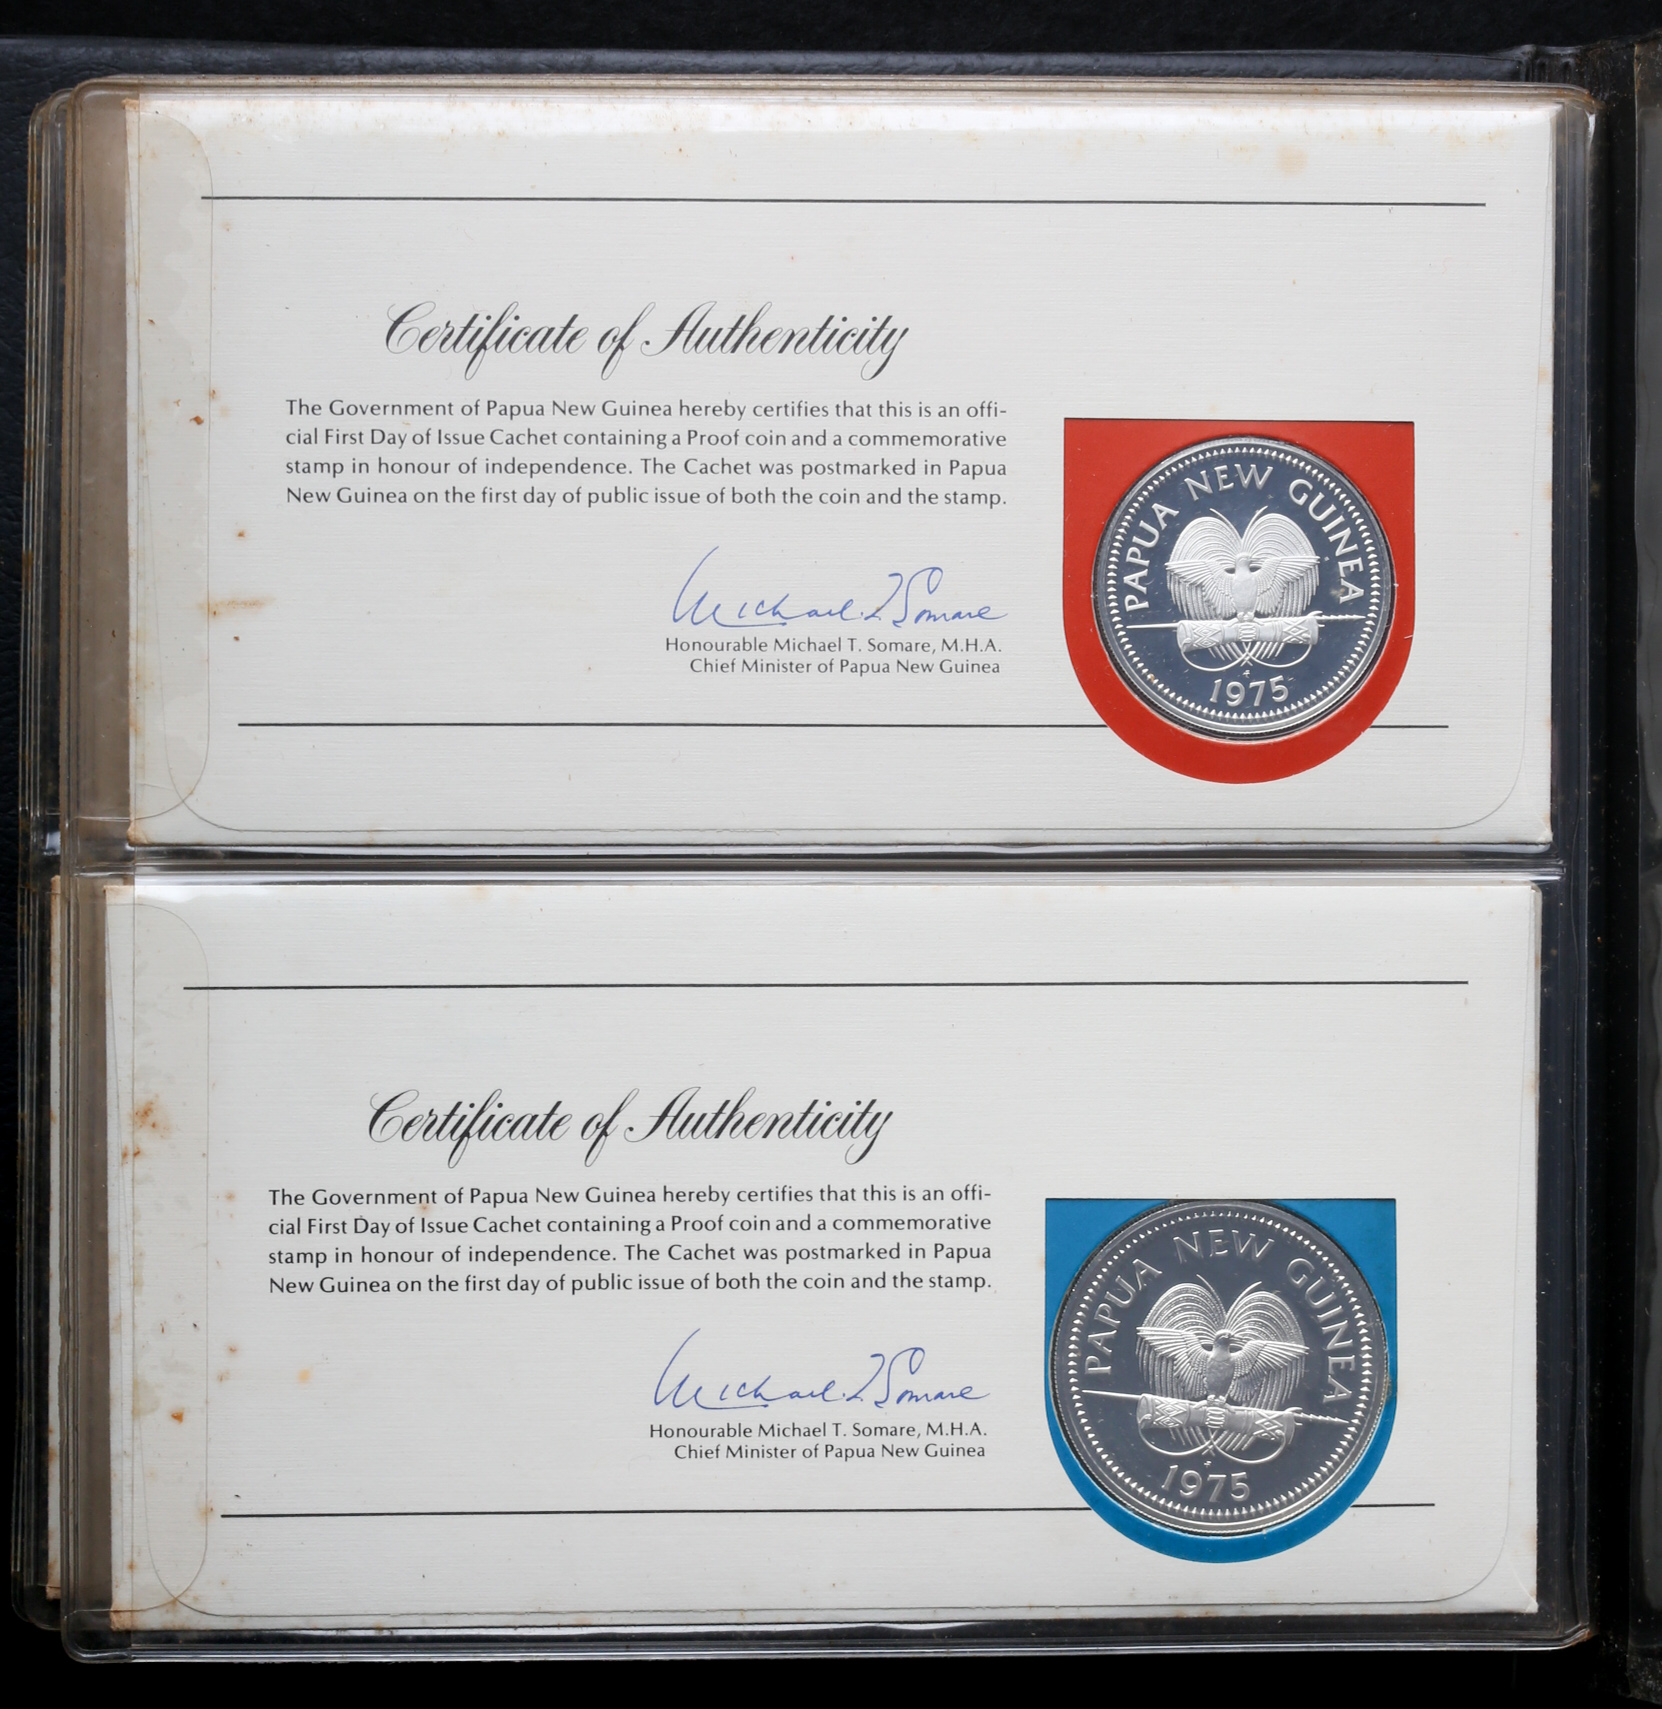 Certificate of Authenticity
The Government of Papua New Guinea hereby certifies that this is an offi-
cial First Day of Issue Cachet containing a Proof coin and a commemorative
stamp in honour of independence. The Cachet was postmarked in Papua
New Guinea on the first day of public issue of both the coin and the stamp.
Michael T Somare
Honourable Michael T. Somare, M.H.A.
Chief Minister of Papua New Guinea
PAPUA NEW GUINEA
1975
Certificate of Authenticity
The Government of Papua New Guinea hereby certifies that this is an offi-
cial First Day of Issue Cachet containing a Proof coin and a commemorative
stamp in honour of independence. The Cachet was postmarked in Papua
New Guinea on the first day of public issue of both the coin and the stamp.
Michael T Somare
Honourable Michael T. Somare, M.H.A.
Chief Minister of Papua New Guinea
PAPUA NEW GUINEA
1975